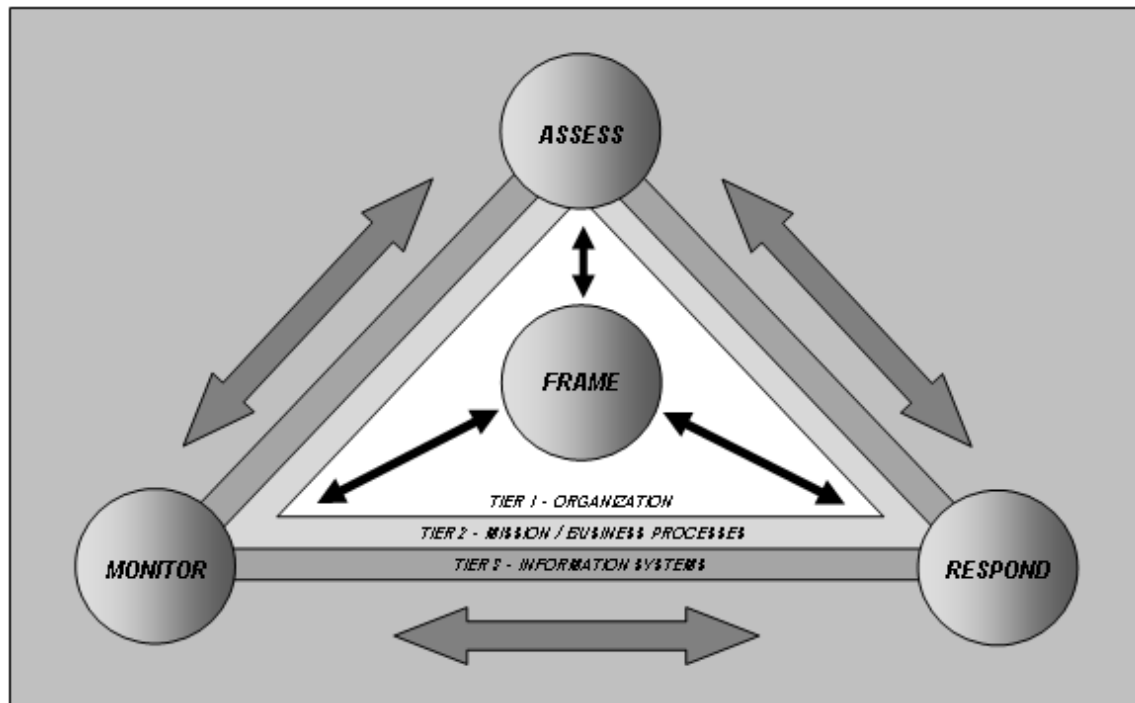 ASSESS
FRAME
TIER 1 - ORGANIZATION
TIER 2 - MISSION / BUSINESS PROCESSES
TIER 3 - INFORMATION SYSTEMS
MONITOR
RESPOND